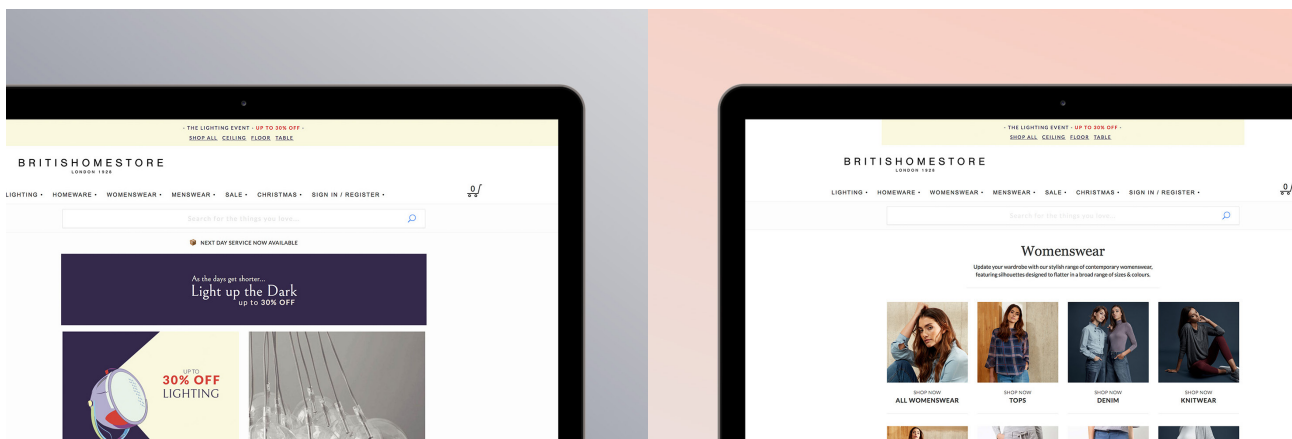 - THE LIGHTING EVENT - UP TO 30% OFF -
SHOP ALL CEILING FLOOR TABLE
BRITISHOMESTORE
LONDON 1928
LIGHTING • HOMEWARE • WOMENSWEAR • MENSWEAR • SALE • CHRISTMAS • SIGN IN / REGISTER •
0
Search for the things you love...
NEXT DAY SERVICE NOW AVAILABLE
As the days get shorter...
Light up the Dark
up to 30% OFF
UP TO
30% OFF
LIGHTING
- THE LIGHTING EVENT - UP TO 30% OFF -
SHOP ALL CEILING FLOOR TABLE
BRITISHOMESTORE
LONDON 1928
LIGHTING • HOMEWARE • WOMENSWEAR • MENSWEAR • SALE • CHRISTMAS • SIGN IN / REGISTER •
0
Search for the things you love...
Womenswear
Update your wardrobe with our stylish range of contemporary womenswear,
featuring silhouettes designed to flatter in a broad range of sizes & colours.
SHOP NOW
ALL WOMENSWEAR
SHOP NOW
TOPS
SHOP NOW
DENIM
SHOP NOW
KNITWEAR